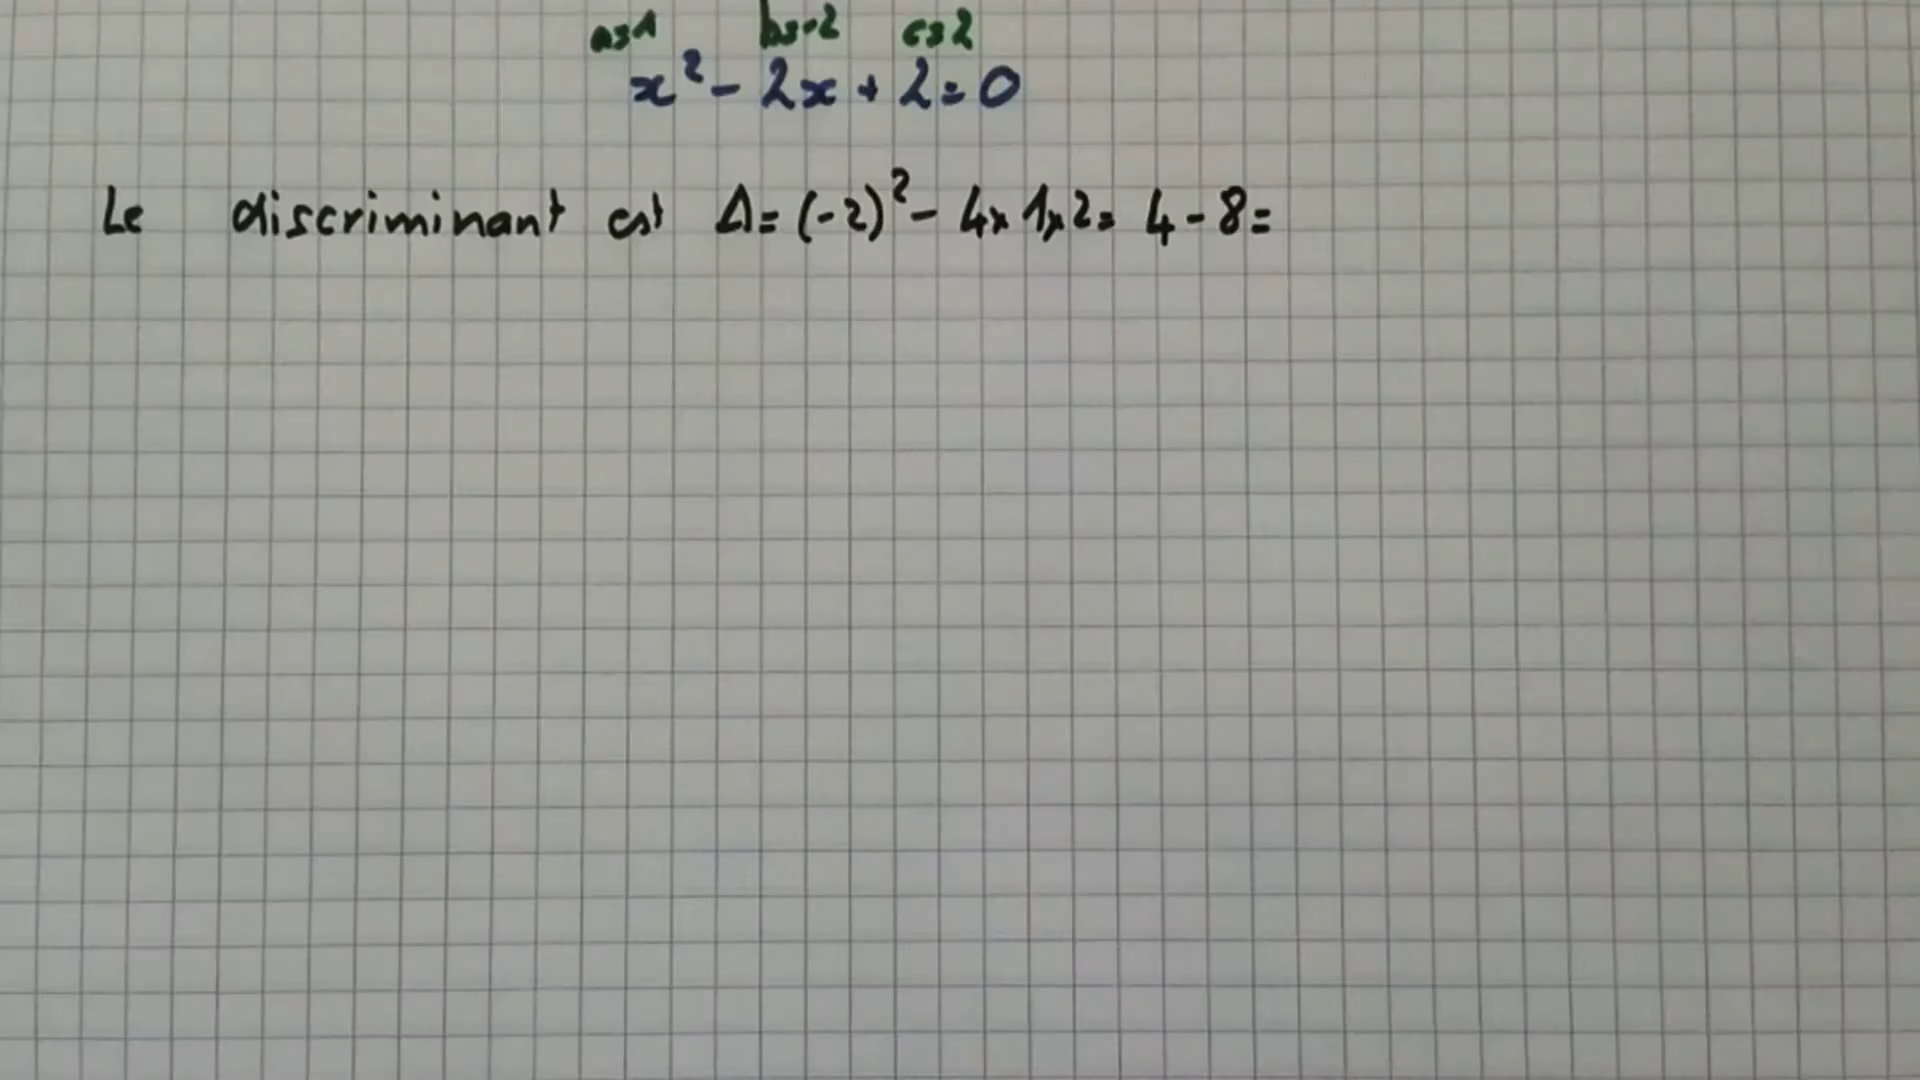 a=1 b=-2 c=2
x² - 2x + 2 = 0
Le discriminant est Δ = (-2)² - 4 × 1 × 2 = 4 - 8 =